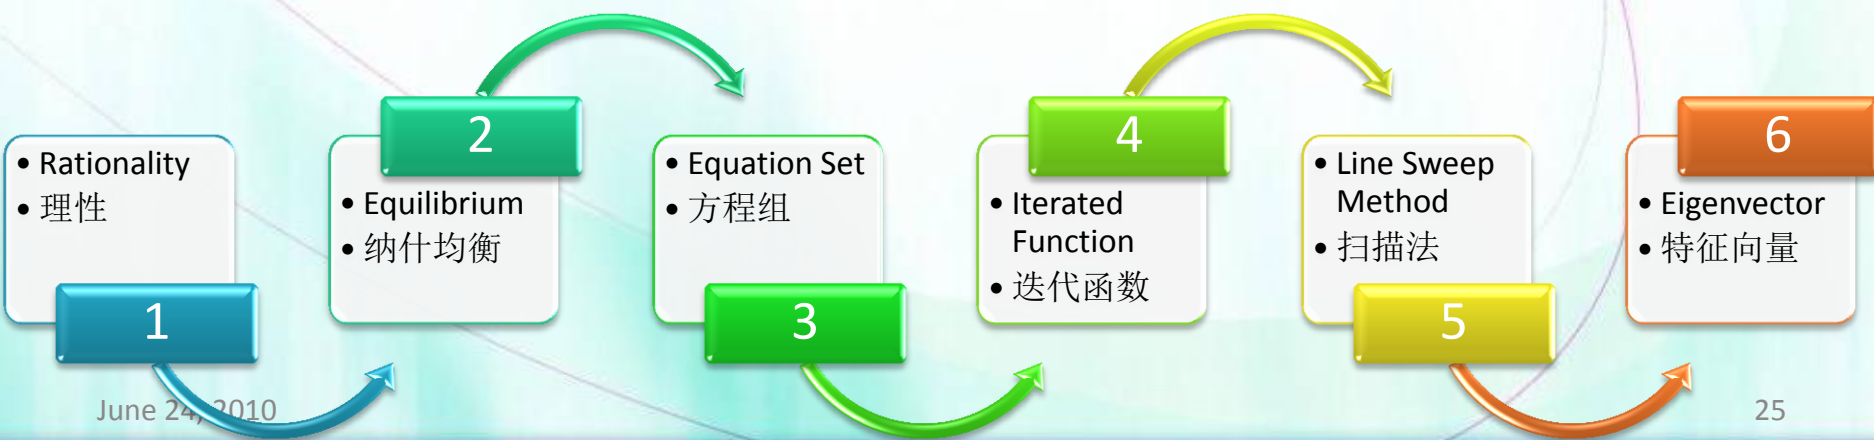 • Rationality
• 理性
1
2
• Equilibrium
• 纳什均衡
• Equation Set
• 方程组
3
4
• Iterated
Function
• 迭代函数
• Line Sweep
Method
• 扫描法
5
6
• Eigenvector
• 特征向量
June 24, 2010
25